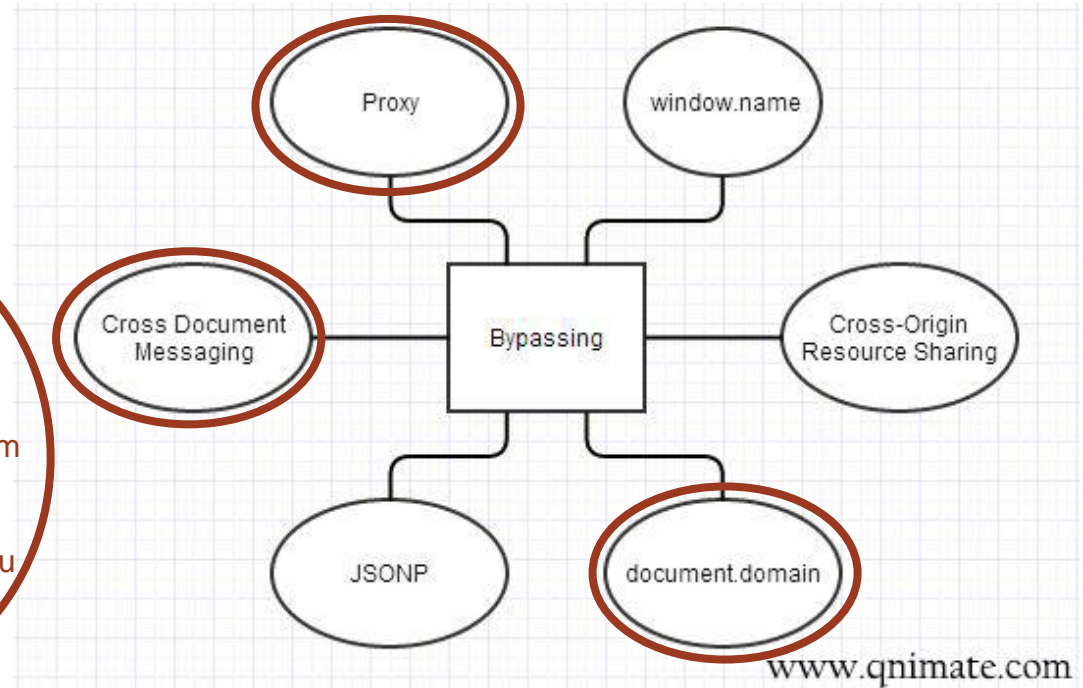 Proxy
window.name
Cross Document
Messaging
Bypassing
Cross-Origin
Resource Sharing
JSONP
document.domain
www.qnimate.com